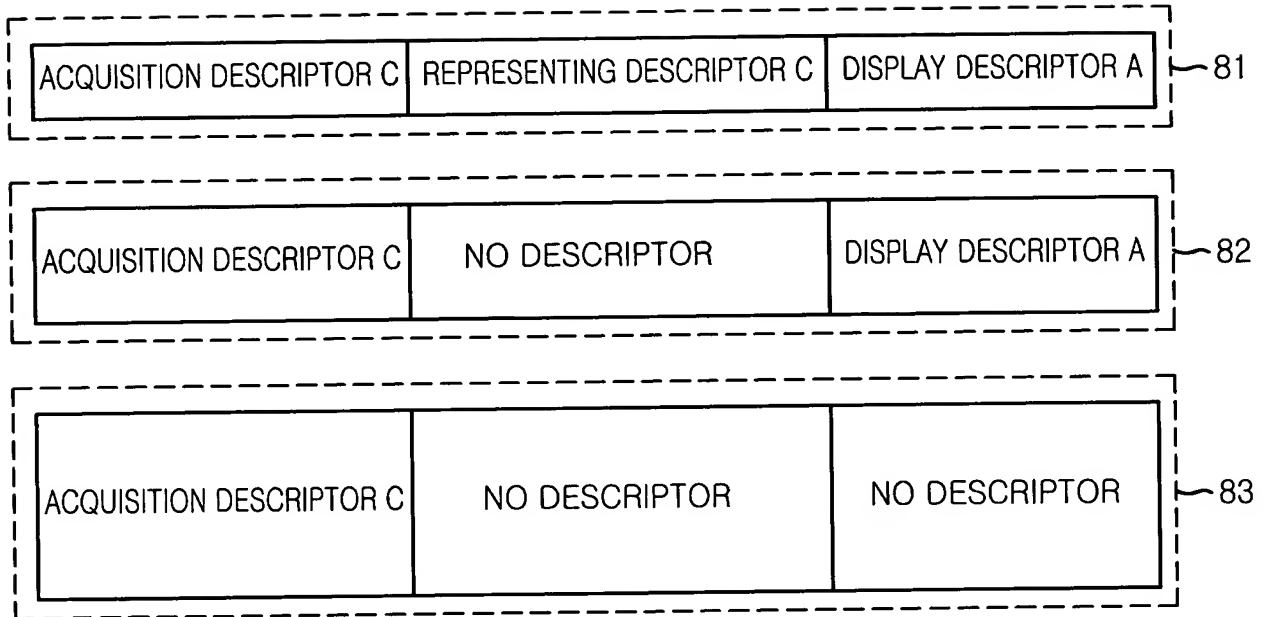 ACQUISITION DESCRIPTOR C REPRESENTING DESCRIPTOR C DISPLAY DESCRIPTOR A 81
ACQUISITION DESCRIPTOR C NO DESCRIPTOR DISPLAY DESCRIPTOR A 82
ACQUISITION DESCRIPTOR C NO DESCRIPTOR NO DESCRIPTOR 83